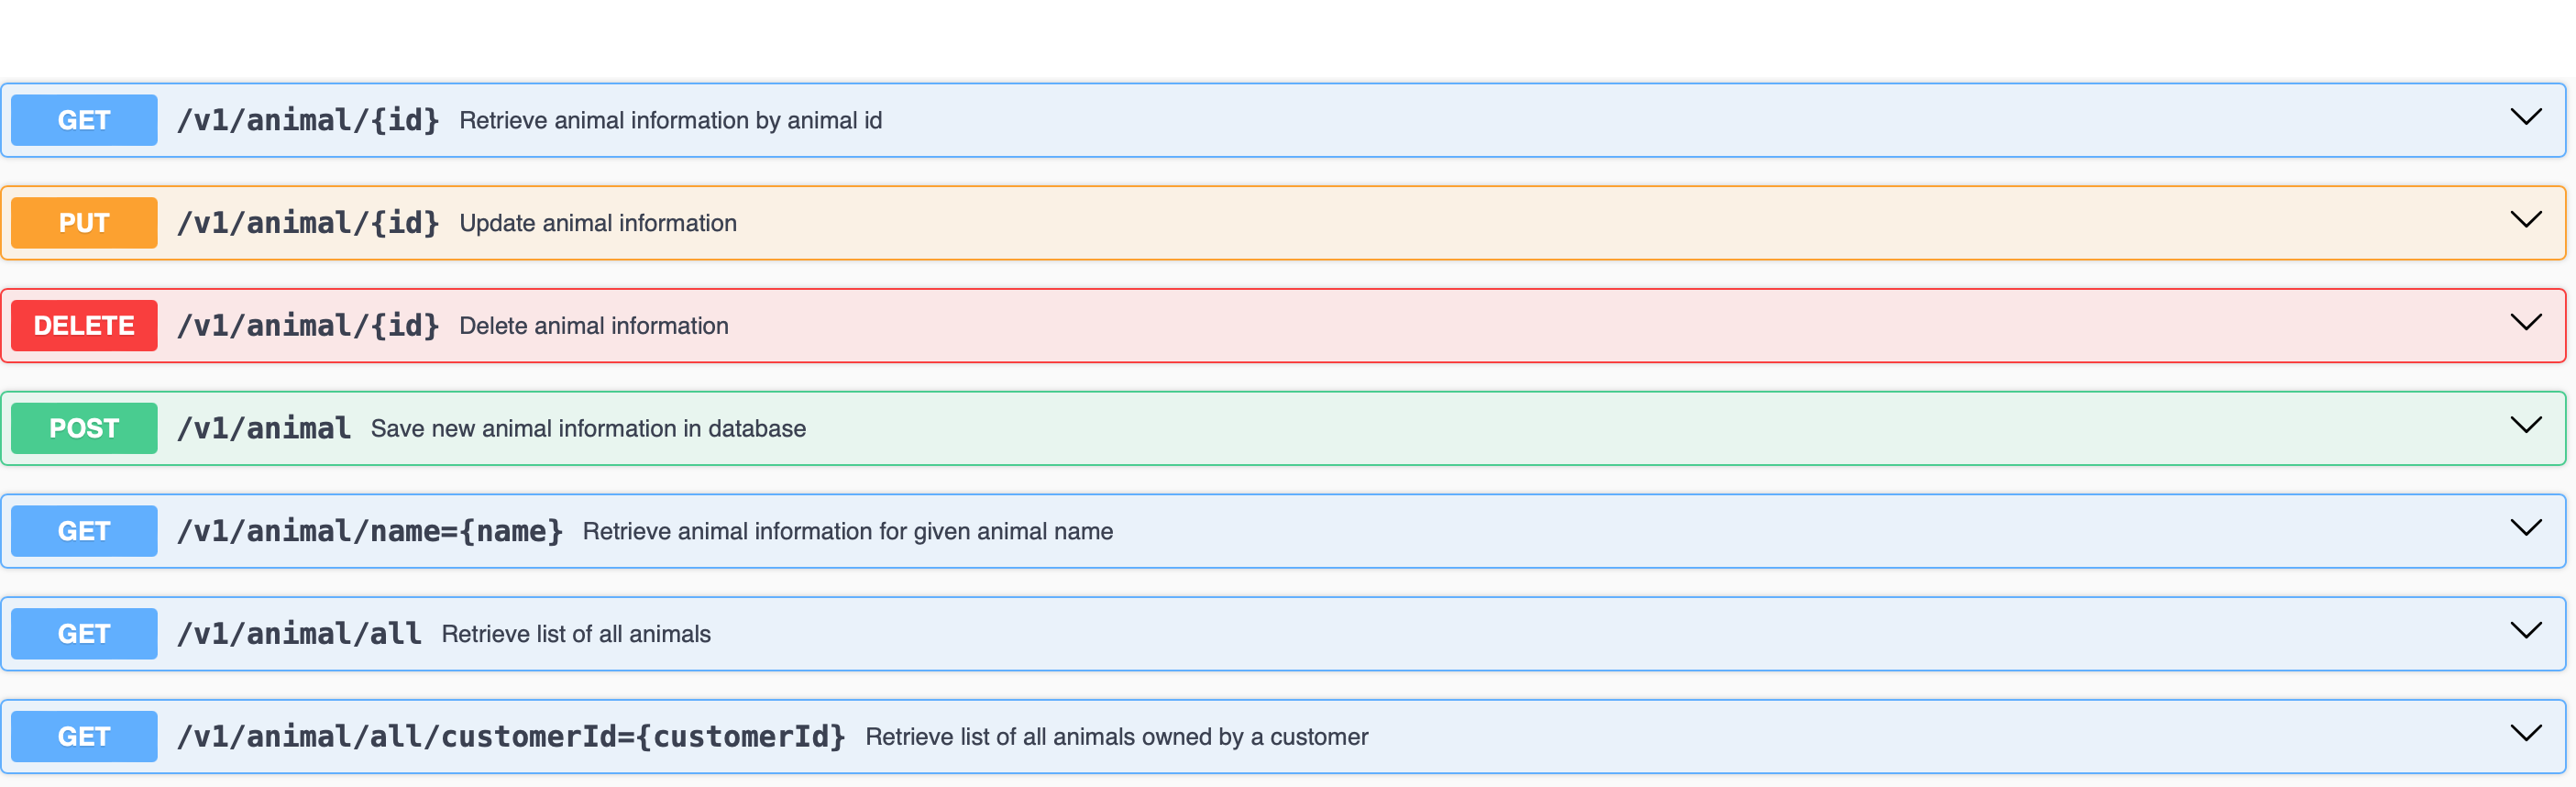 GET /v1/animal/{id} Retrieve animal information by animal id
PUT /v1/animal/{id} Update animal information
DELETE /v1/animal/{id} Delete animal information
POST /v1/animal Save new animal information in database
GET /v1/animal/name={name} Retrieve animal information for given animal name
GET /v1/animal/all Retrieve list of all animals
GET /v1/animal/all/customerId={customerId} Retrieve list of all animals owned by a customer